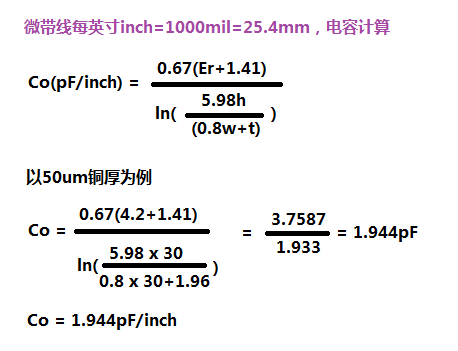 微带线每英寸inch=1000mil=25.4mm，电容计算
Co(pF/inch) = 0.67(Er+1.41)
ln( 5.98h )
(0.8w+t)
以50um铜厚为例
Co = 0.67(4.2+1.41) = 3.7587 = 1.944pF
1.933
ln( 5.98 x 30 )
0.8 x 30+1.96
Co = 1.944pF/inch